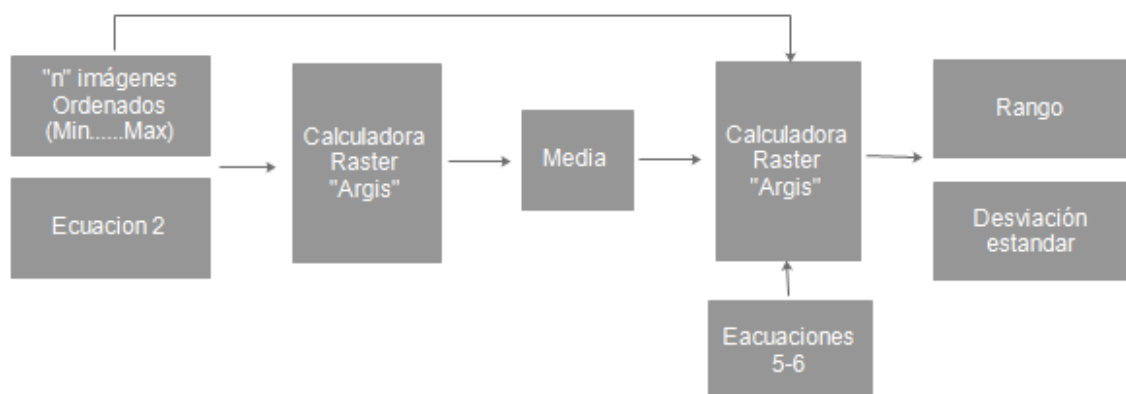 "n" imágenes
Ordenados
(Min......Max)
Ecuacion 2
Calculadora
Raster
"Argis"
Media
Calculadora
Raster
"Argis"
Eacuaciones
5-6
Rango
Desviación
estandar